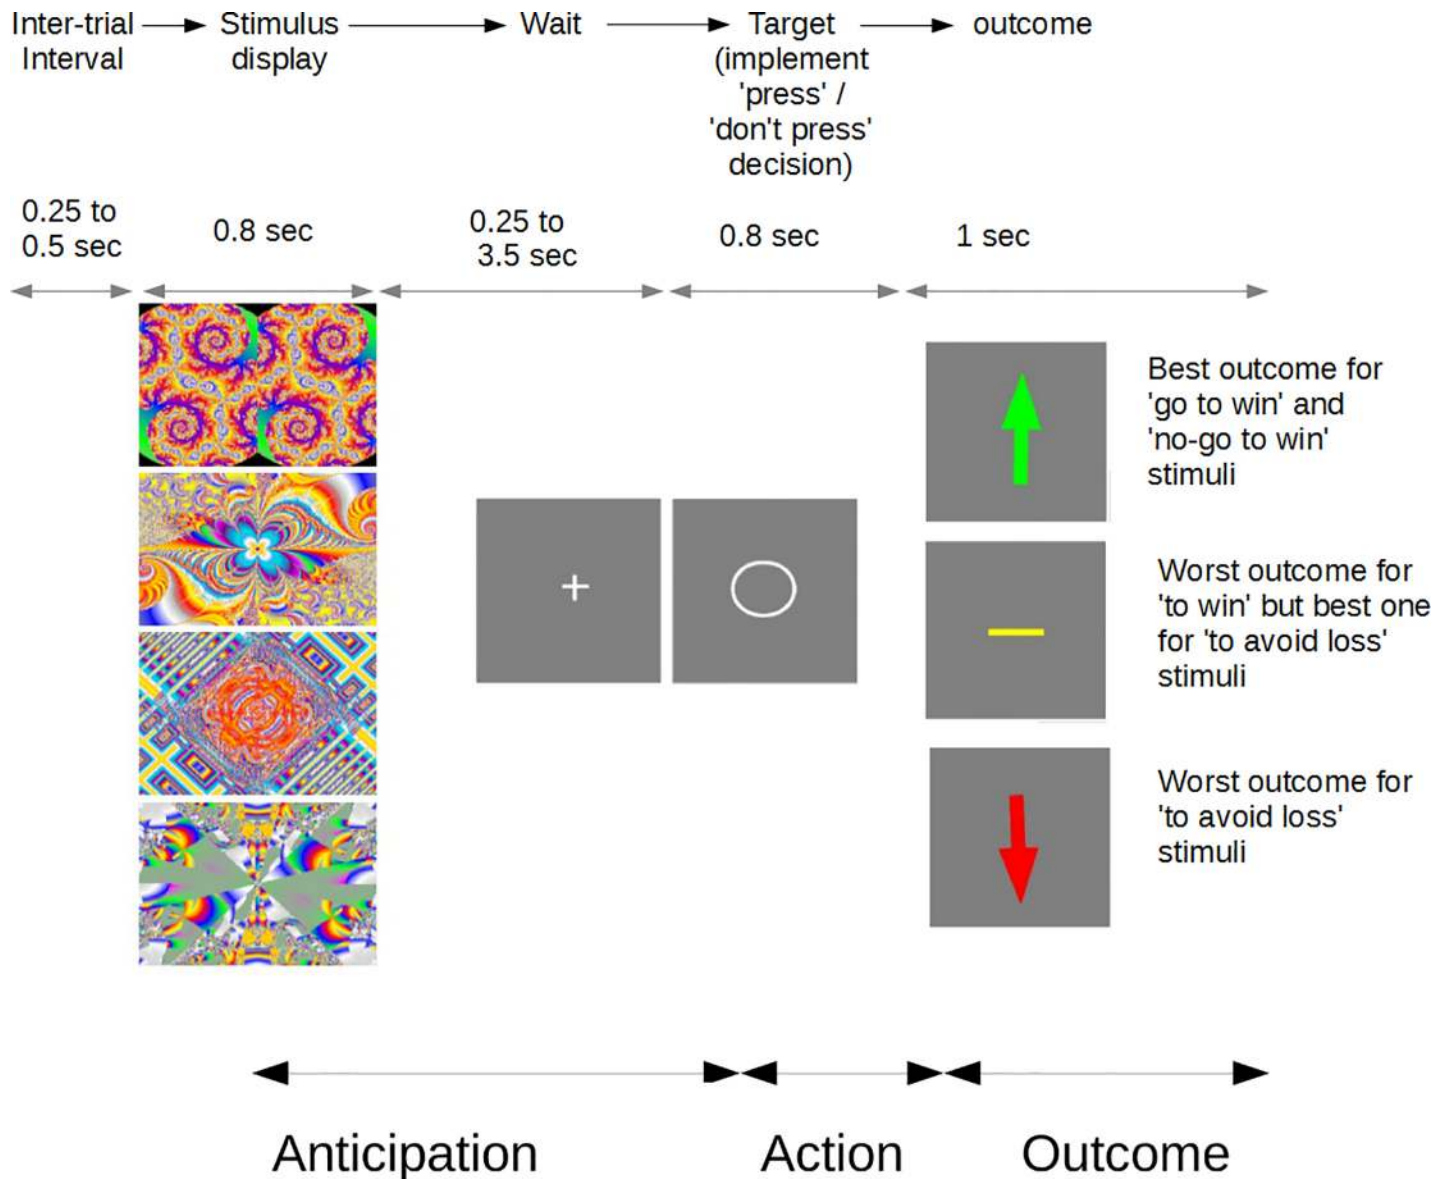 Inter-trial
Interval
Stimulus
display
Wait
Target
(implement
'press' /
'don't press'
decision)
outcome
0.25 to
0.5 sec
0.8 sec
0.25 to
3.5 sec
0.8 sec
1 sec
Best outcome for
'go to win' and
'no-go to win'
stimuli
Worst outcome for
'to win' but best one
for 'to avoid loss'
stimuli
Worst outcome for
'to avoid loss'
stimuli
Anticipation
Action
Outcome